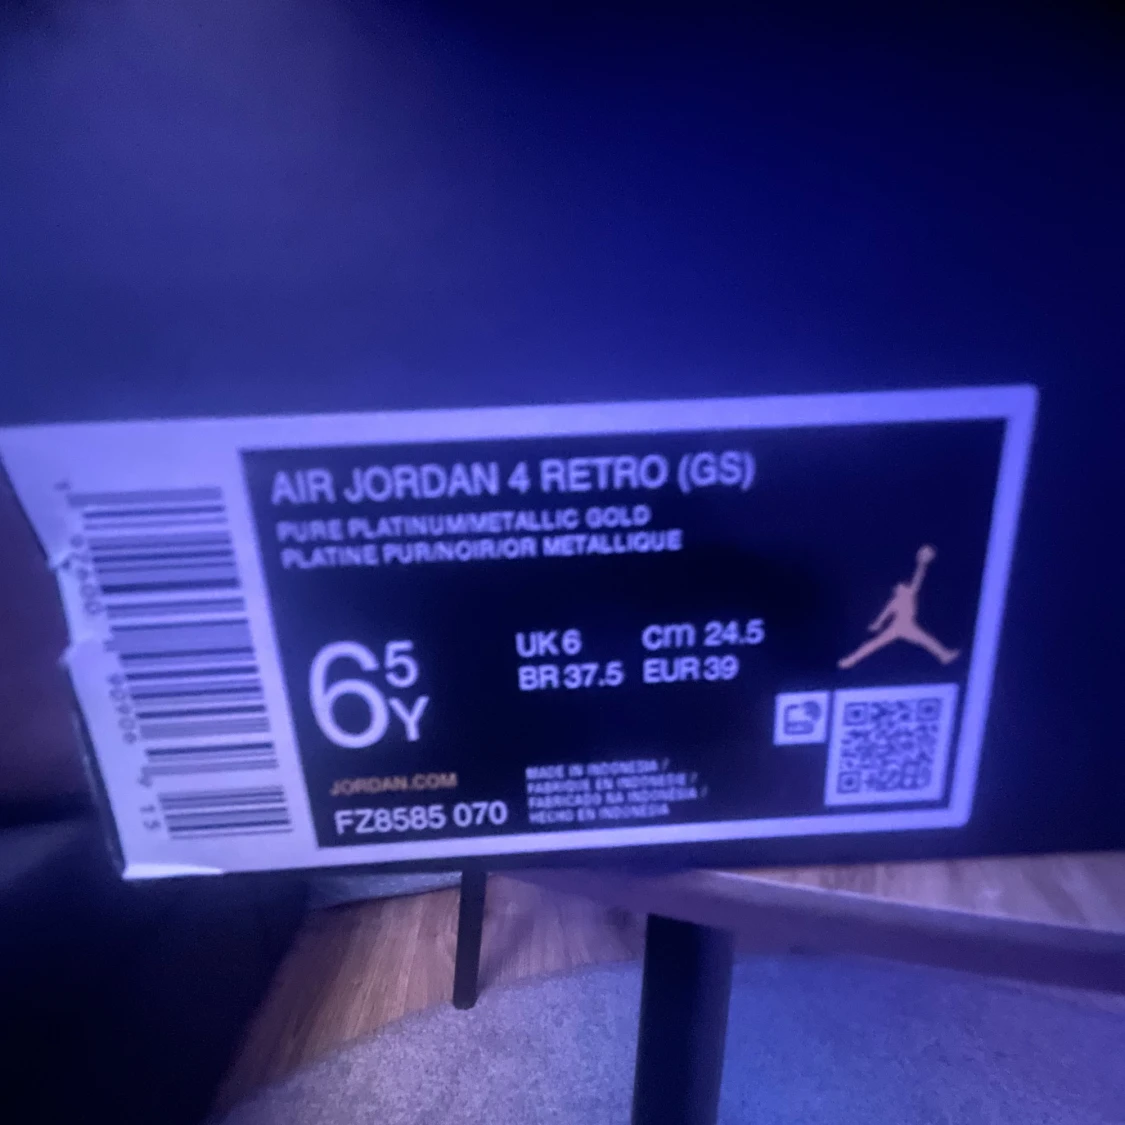 AIR JORDAN 4 RETRO (GS)
PURE PLATINUM/METALLIC GOLD
PLATINE PUR/NOIR/OR METALLIQUE
6 5 Y
UK 6 cm 24.5
BR 37.5 EUR 39
JORDAN.COM
FZ8585 070
MADE IN INDONESIA /
FABRIQUE EN INDONESIE /
FABRICADO NA INDONESIA /
HECHO EN INDONESIA